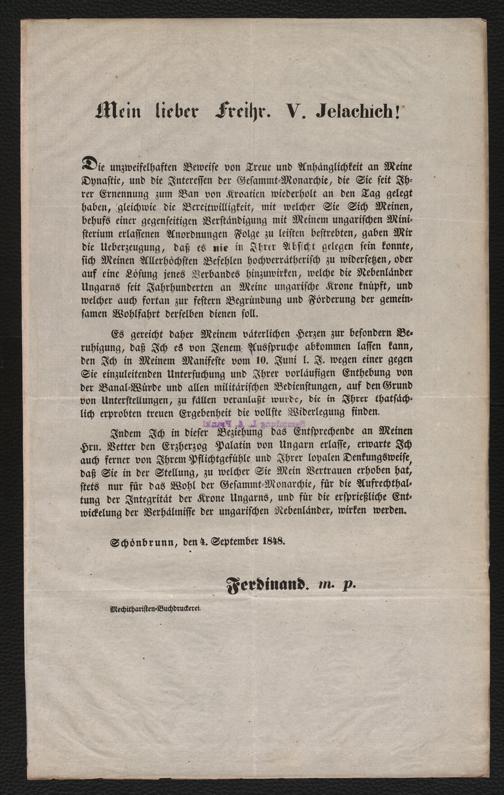 Mein lieber Freihr. V. Jelachich!
Die unzweifelhaften Beweise von Treue und Anhänglichkeit an Meine
Dynastie, und die Interessen der Gesammt-Monarchie, die Sie seit Ih-
rer Ernennung zum Ban von Kroatien wiederholt an den Tag gelegt
haben, gleichwie die Bereitwilligkeit, mit welcher Sie Sich Meinen,
behufs einer gegenseitigen Verständigung mit Meinem ungarischen Mini-
sterium erlassenen Anordnungen Folge zu leisten bestrebten, gaben Mir
die Ueberzeugung, daß es nie in Ihrer Absicht gelegen sein konnte,
sich Meinen Allerhöchsten Befehlen hochverrätherisch zu widersetzen, oder
auf eine Lösung jenes Verbandes hinzuwirken, welche die Nebenländer
Ungarns seit Jahrhunderten an Meine ungarische Krone knüpft, und
welcher auch fortan zur festern Begründung und Förderung der gemein-
samen Wohlfahrt derselben dienen soll.
Es gereicht daher Meinem väterlichen Herzen zur besondern Be-
ruhigung, daß Ich es von Jenem Ausspruche abkommen lassen kann,
den Ich in Meinem Manifeste vom 10. Juni l. J. wegen einer gegen
Sie einzuleitenden Untersuchung und Ihrer vorläufigen Enthebung von
der Banal-Würde und allen militärischen Bedienstungen, auf den Grund
von Unterstellungen, zu fällen veranlaßt wurde, die in Ihrer thatsäch-
lich erprobten treuen Ergebenheit die vollste Widerlegung finden.
Indem Ich in dieser Beziehung das Entsprechende an Meinen
Hrn. Vetter den Erzherzog Palatin von Ungarn erlasse, erwarte Ich
auch ferner von Ihrem Pflichtgefühle und Ihrer loyalen Denkungsweise,
daß Sie in der Stellung, zu welcher Sie Mein Vertrauen erhoben hat,
stets nur für das Wohl der Gesammt-Monarchie, für die Aufrechthal-
tung der Integrität der Krone Ungarns, und für die ersprießliche Ent-
wickelung der Verhälnisse der ungarischen Nebenländer, wirken werden.
Schönbrunn, den 4. September 1848.
Ferdinand. m. p.
Mechitharisten-Buchdruckerei.